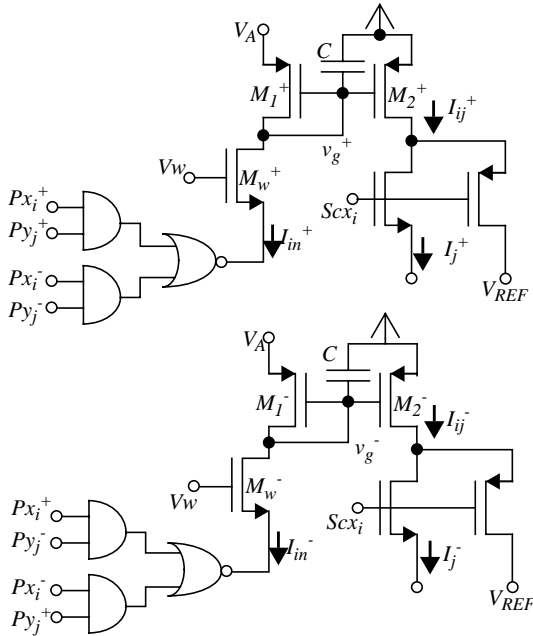 V_A
C
M_1^+
M_2^+
I_ij^+
v_g^+
Vw
M_w^+
Px_i^+
Py_j^+
Px_i^-
Py_j^-
I_in^+
Scx_i
I_j^+
V_REF
V_A
C
M_1^-
M_2^-
I_ij^-
v_g^-
Vw
M_w^-
Px_i^+
Py_j^-
Px_i^-
Py_j^+
I_in^-
Scx_i
I_j^-
V_REF